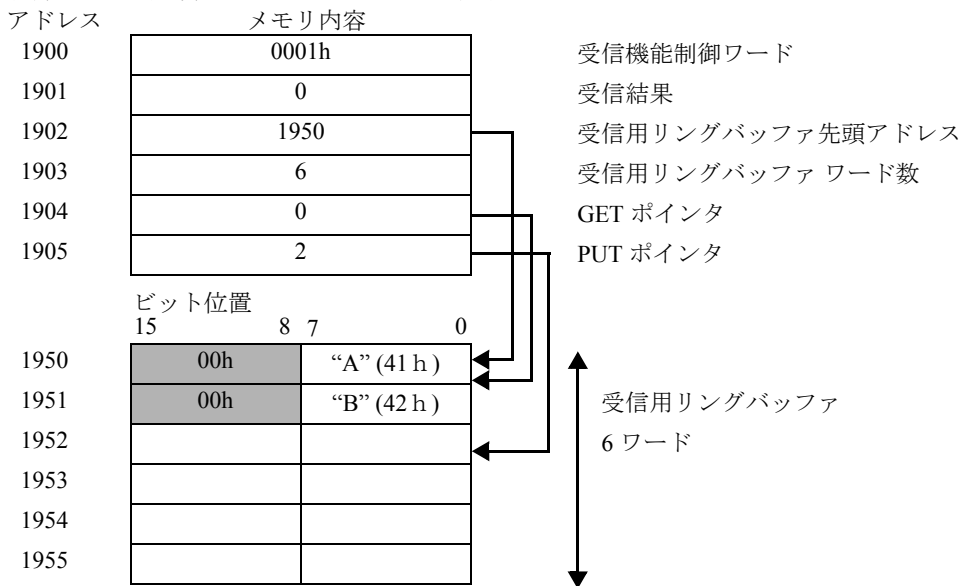 アドレス メモリ内容
1900 0001h 受信機能制御ワード
1901 0 受信結果
1902 1950 受信用リングバッファ先頭アドレス
1903 6 受信用リングバッファ ワード数
1904 0 GET ポインタ
1905 2 PUT ポインタ
ビット位置
15 8 7 0
1950 00h “A” (41ｈ)
1951 00h “B” (42ｈ) 受信用リングバッファ
1952 6 ワード
1953
1954
1955